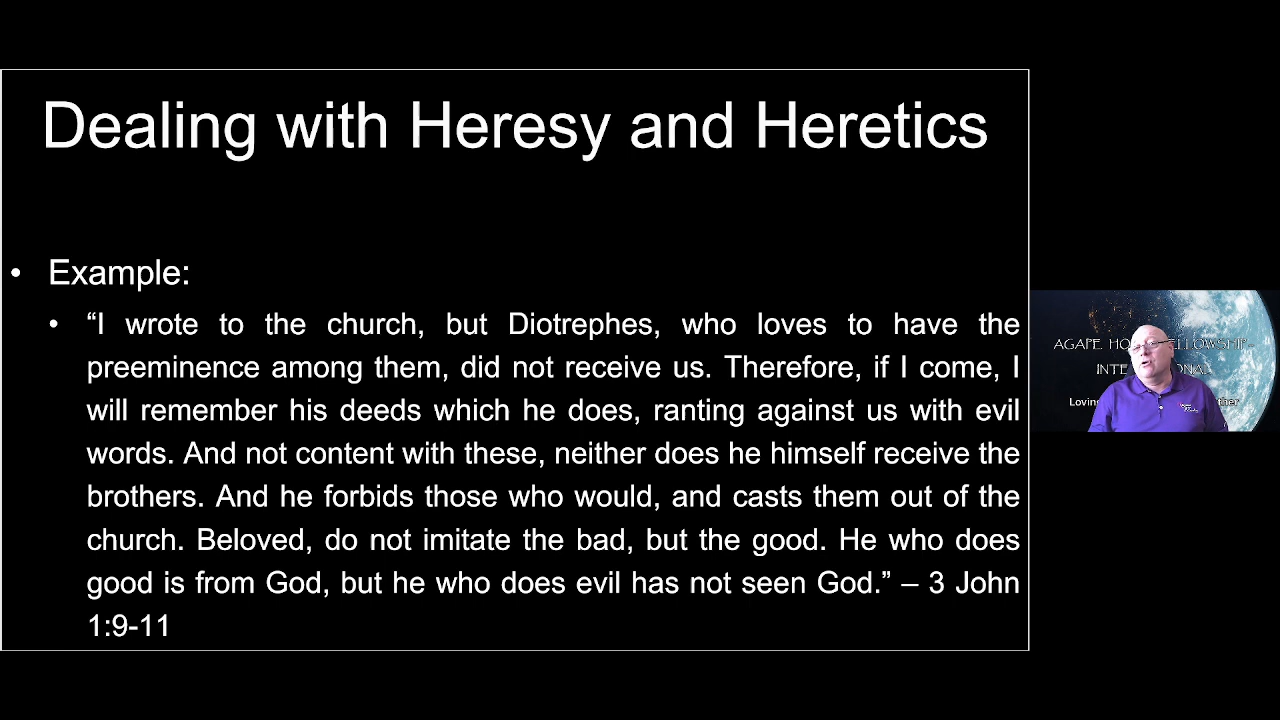 Dealing with Heresy and Heretics
• Example:
• “I wrote to the church, but Diotrephes, who loves to have the
preeminence among them, did not receive us. Therefore, if I come, I
will remember his deeds which he does, ranting against us with evil
words. And not content with these, neither does he himself receive the
brothers. And he forbids those who would, and casts them out of the
church. Beloved, do not imitate the bad, but the good. He who does
good is from God, but he who does evil has not seen God.” – 3 John
1:9-11
AGAPE
INTE
Loving